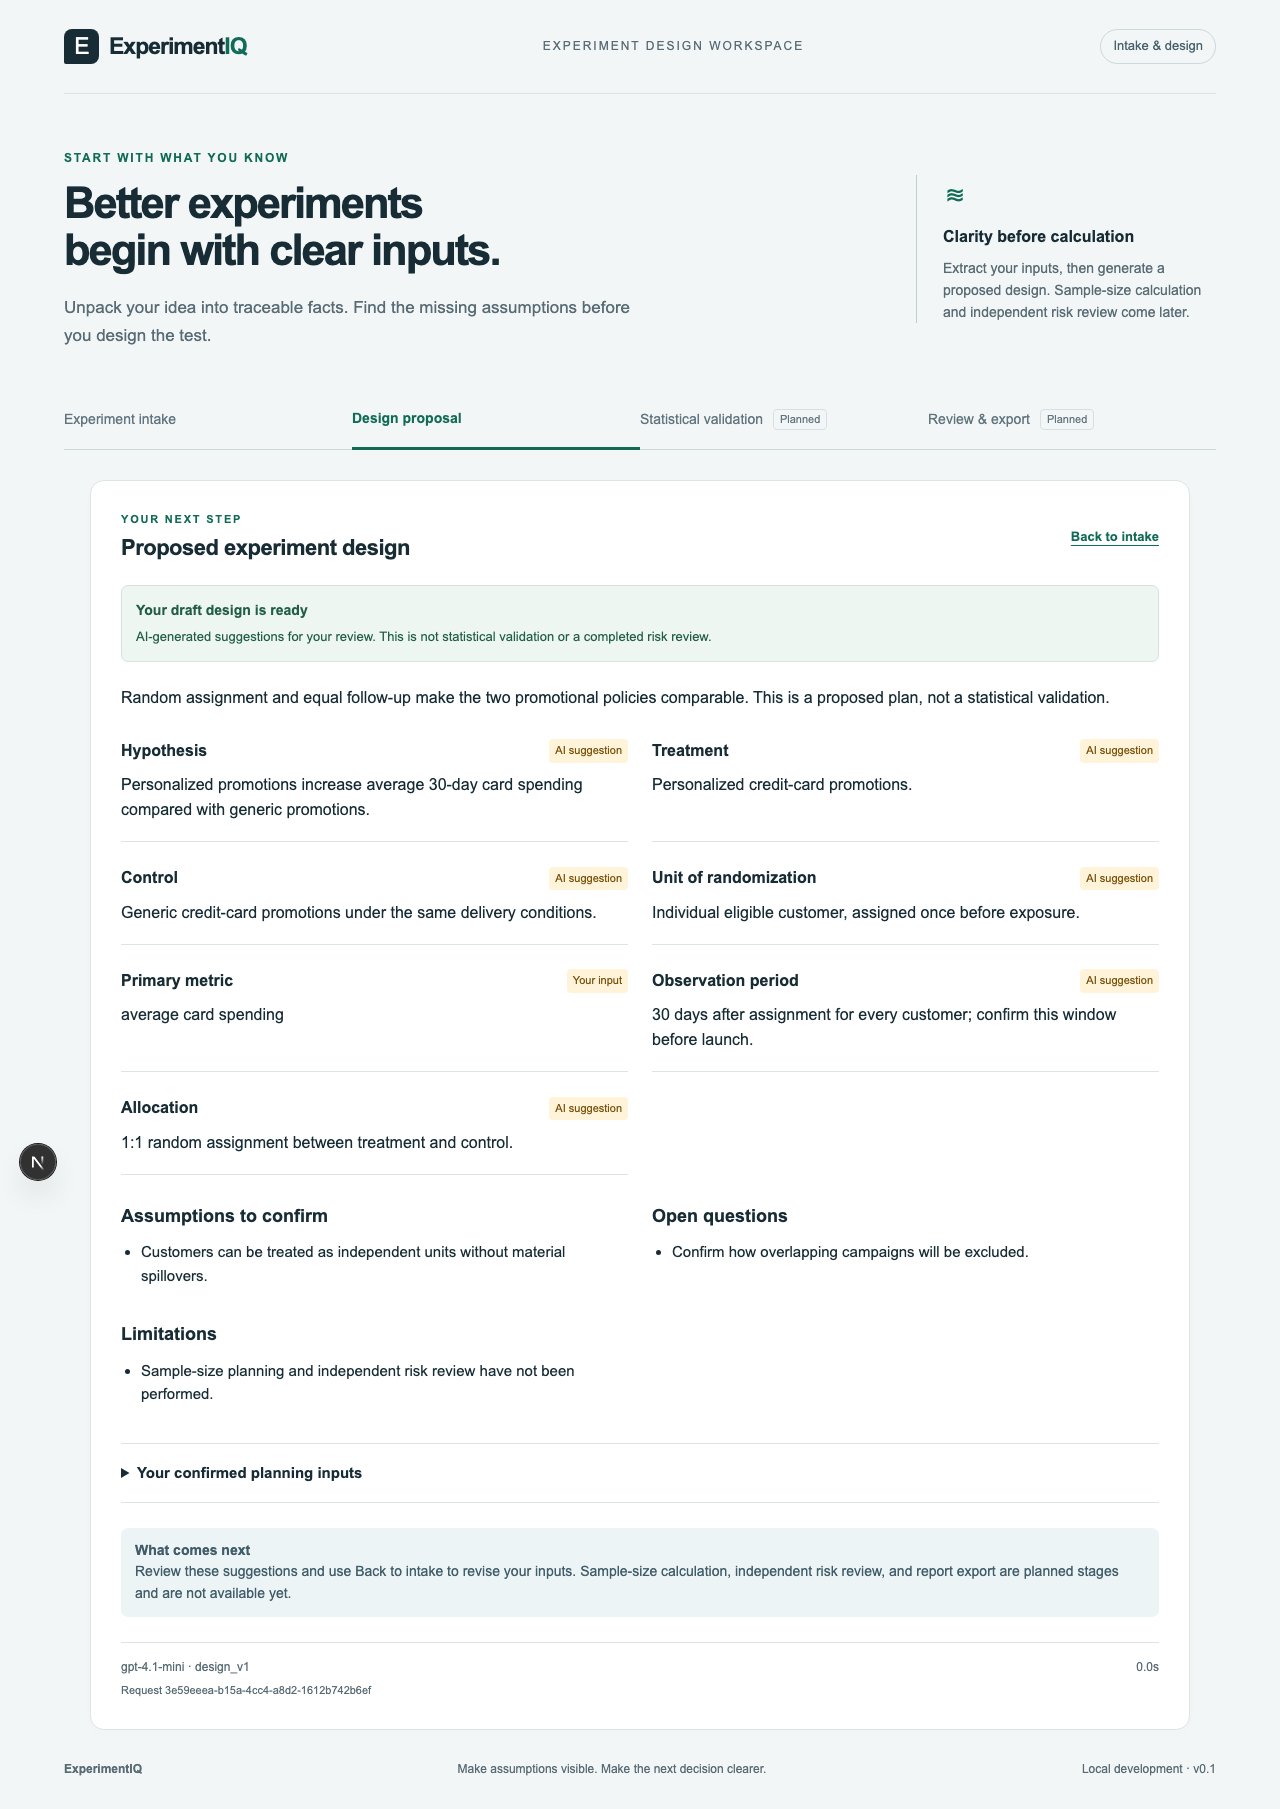 E ExperimentIQ
EXPERIMENT DESIGN WORKSPACE
Intake & design
START WITH WHAT YOU KNOW
Better experiments
begin with clear inputs.
Unpack your idea into traceable facts. Find the missing assumptions before
you design the test.
Clarity before calculation
Extract your inputs, then generate a
proposed design. Sample-size calculation
and independent risk review come later.
Experiment intake
Design proposal
Statistical validation Planned
Review & export Planned
YOUR NEXT STEP
Proposed experiment design
Back to intake
Your draft design is ready
AI-generated suggestions for your review. This is not statistical validation or a completed risk review.
Random assignment and equal follow-up make the two promotional policies comparable. This is a proposed plan, not a statistical validation.
Hypothesis AI suggestion
Personalized promotions increase average 30-day card spending
compared with generic promotions.
Treatment AI suggestion
Personalized credit-card promotions.
Control AI suggestion
Generic credit-card promotions under the same delivery conditions.
Unit of randomization AI suggestion
Individual eligible customer, assigned once before exposure.
Primary metric Your input
average card spending
Observation period AI suggestion
30 days after assignment for every customer; confirm this window
before launch.
Allocation AI suggestion
1:1 random assignment between treatment and control.
N
Assumptions to confirm
• Customers can be treated as independent units without material
spillovers.
Open questions
• Confirm how overlapping campaigns will be excluded.
Limitations
• Sample-size planning and independent risk review have not been
performed.
Your confirmed planning inputs
What comes next
Review these suggestions and use Back to intake to revise your inputs. Sample-size calculation, independent risk review, and report export are planned stages
and are not available yet.
gpt-4.1-mini · design_v1
0.0s
Request 3e59eeea-b15a-4cc4-a8d2-1612b742b6ef
ExperimentIQ
Make assumptions visible. Make the next decision clearer.
Local development · v0.1